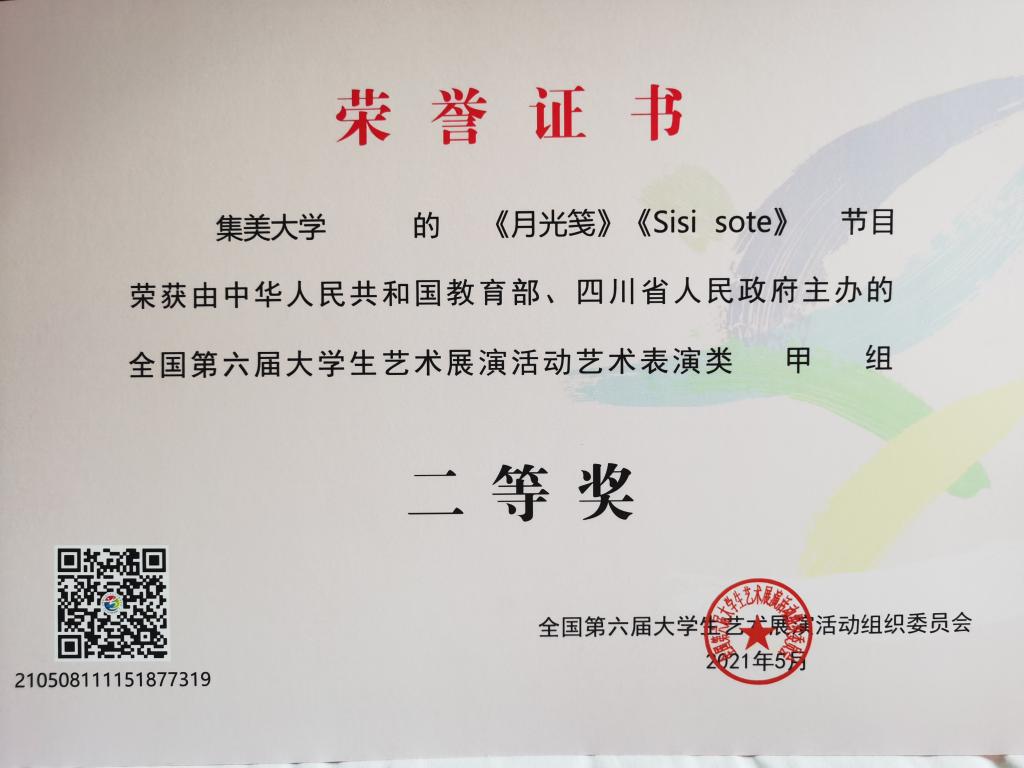 荣誉证书
集美大学 的 《月光笺》《Sisi sote》 节目
荣获由中华人民共和国教育部、四川省人民政府主办的
全国第六届大学生艺术展演活动艺术表演类 甲 组
二等奖
全国第六届大学生艺术展演活动组织委员会
2021年5月
210508111151877319